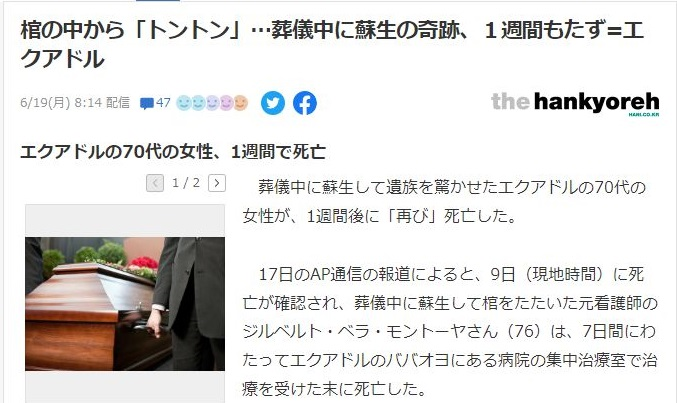 棺の中から「トントン」…葬儀中に蘇生の奇跡、１週間もたず=エ
クアドル
6/19(月) 8:14 配信 47
the hankyoreh
HANI.CO.KR
エクアドルの70代の女性、1週間で死亡
1 / 2
葬儀中に蘇生して遺族を驚かせたエクアドルの70代の
女性が、1週間後に「再び」死亡した。
17日のAP通信の報道によると、9日（現地時間）に死
亡が確認され、葬儀中に蘇生して棺をたたいた元看護師の
ジルベルト・ベラ・モントーヤさん（76）は、7日間にわ
たってエクアドルのババオヨにある病院の集中治療室で治
療を受けた末に死亡した。